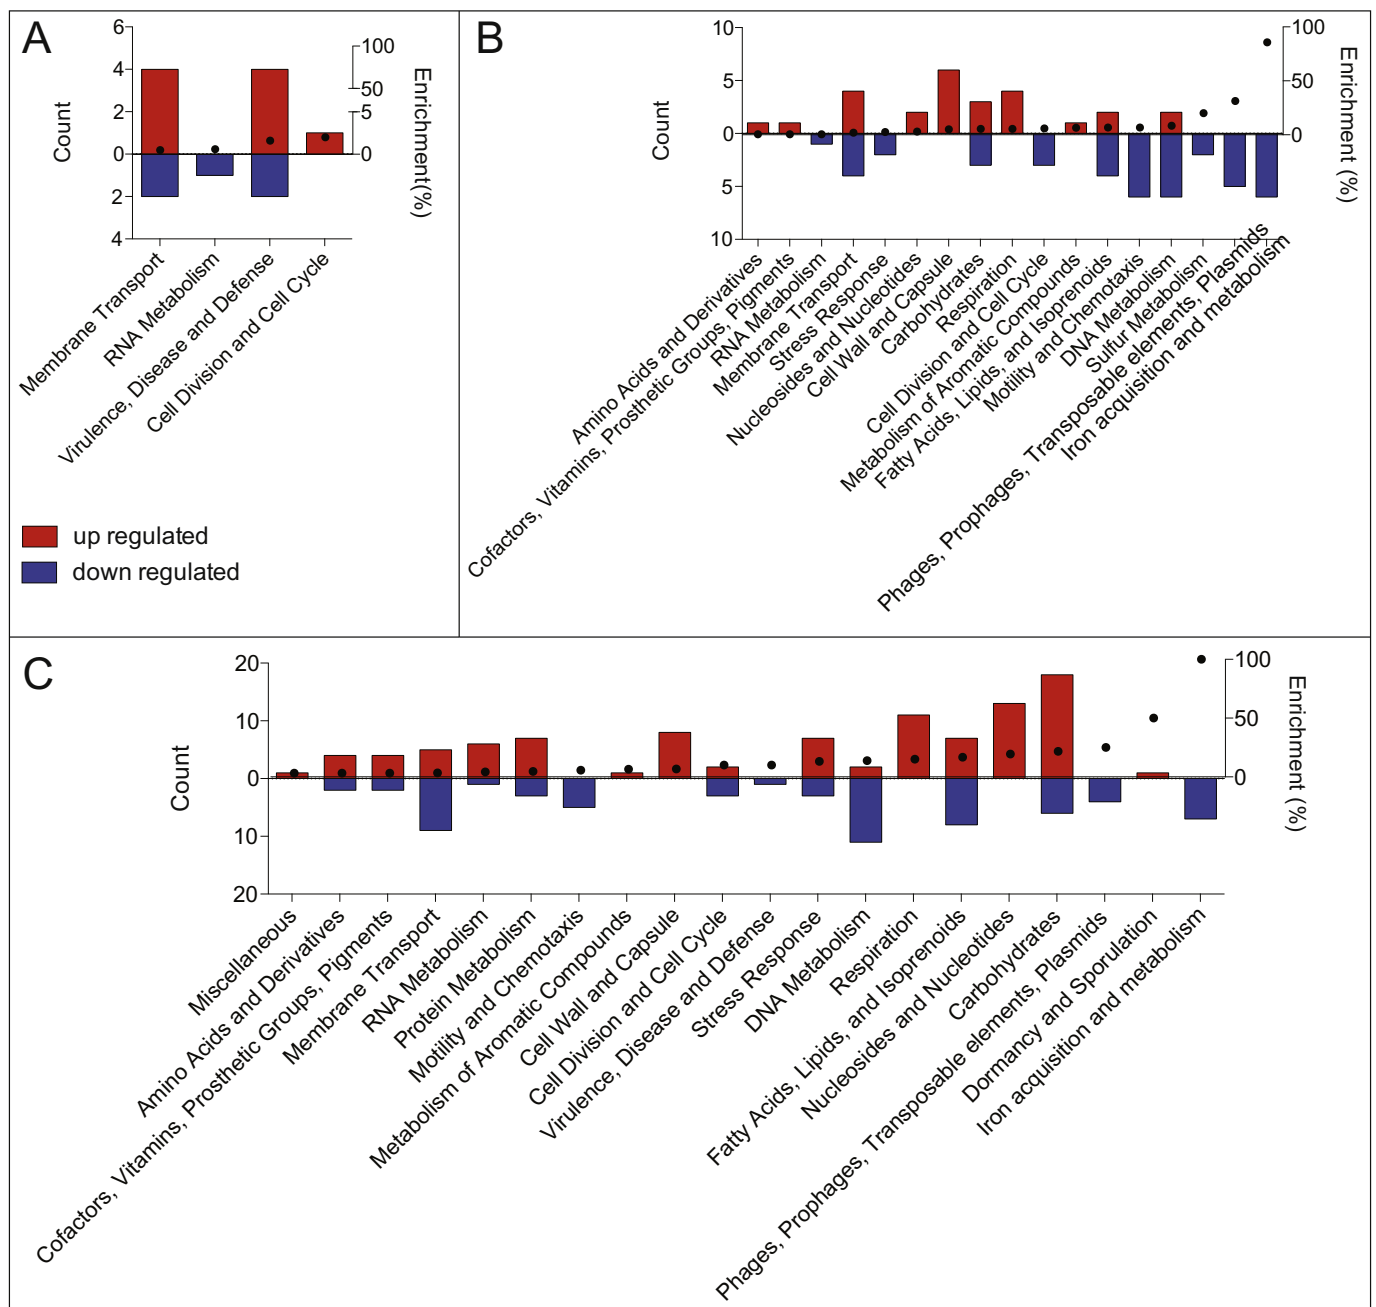 A
6
4
2
0
2
4
Count
100
50
5
0
Enrichment(%)
Membrane Transport
RNA Metabolism
Virulence, Disease and Defense
Cell Division and Cell Cycle
up regulated
down regulated
B
10
5
0
5
10
Count
100
50
0
Enrichment (%)
Amino Acids and Derivatives
Cofactors, Vitamins, Prosthetic Groups, Pigments
RNA Metabolism
Membrane Transport
Stress Response
Nucleosides and Nucleotides
Cell Wall and Capsule
Carbohydrates
Respiration
Cell Division and Cell Cycle
Metabolism of Aromatic Compounds
Fatty Acids, Lipids, and Isoprenoids
Motility and Chemotaxis
DNA Metabolism
Sulfur Metabolism
Phages, Prophages, Transposable elements, Plasmids
Iron acquisition and metabolism
C
20
10
0
10
20
Count
100
50
0
Enrichment (%)
Miscellaneous
Amino Acids and Derivatives
Cofactors, Vitamins, Prosthetic Groups, Pigments
Membrane Transport
RNA Metabolism
Protein Metabolism
Motility and Chemotaxis
Metabolism of Aromatic Compounds
Cell Wall and Capsule
Cell Division and Cell Cycle
Virulence, Disease and Defense
Stress Response
DNA Metabolism
Respiration
Fatty Acids, Lipids, and Isoprenoids
Nucleosides and Nucleotides
Carbohydrates
Phages, Prophages, Transposable elements, Plasmids
Dormancy and Sporulation
Iron acquisition and metabolism